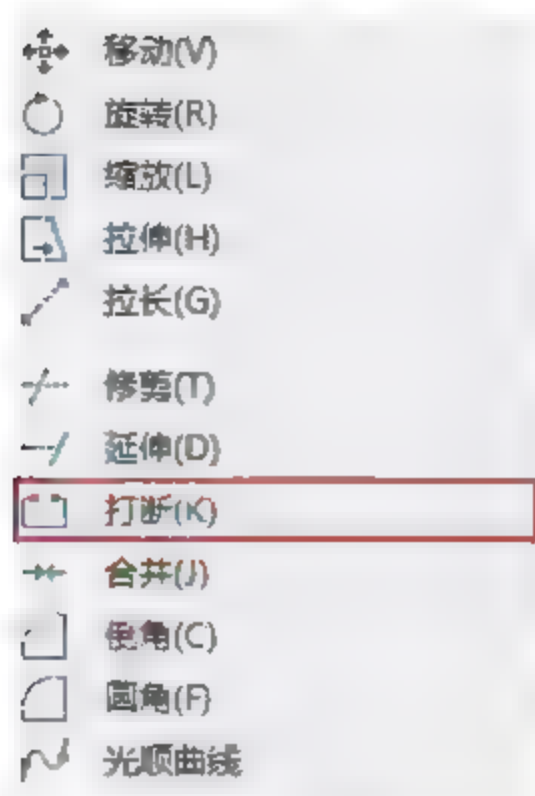 移动(V)
旋转(R)
缩放(L)
拉伸(H)
拉长(G)
修剪(T)
延伸(D)
打断(K)
合并(J)
倒角(C)
圆角(F)
光顺曲线